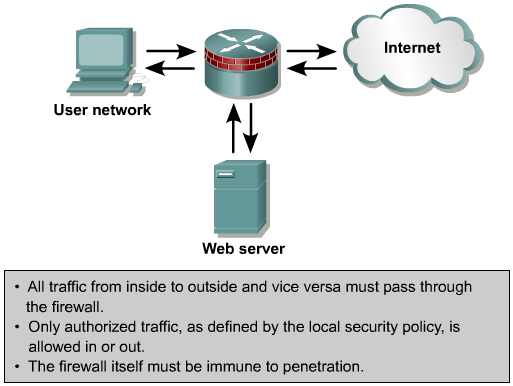 Internet
User network
Web server
• All traffic from inside to outside and vice versa must pass through
the firewall.
• Only authorized traffic, as defined by the local security policy, is
allowed in or out.
• The firewall itself must be immune to penetration.